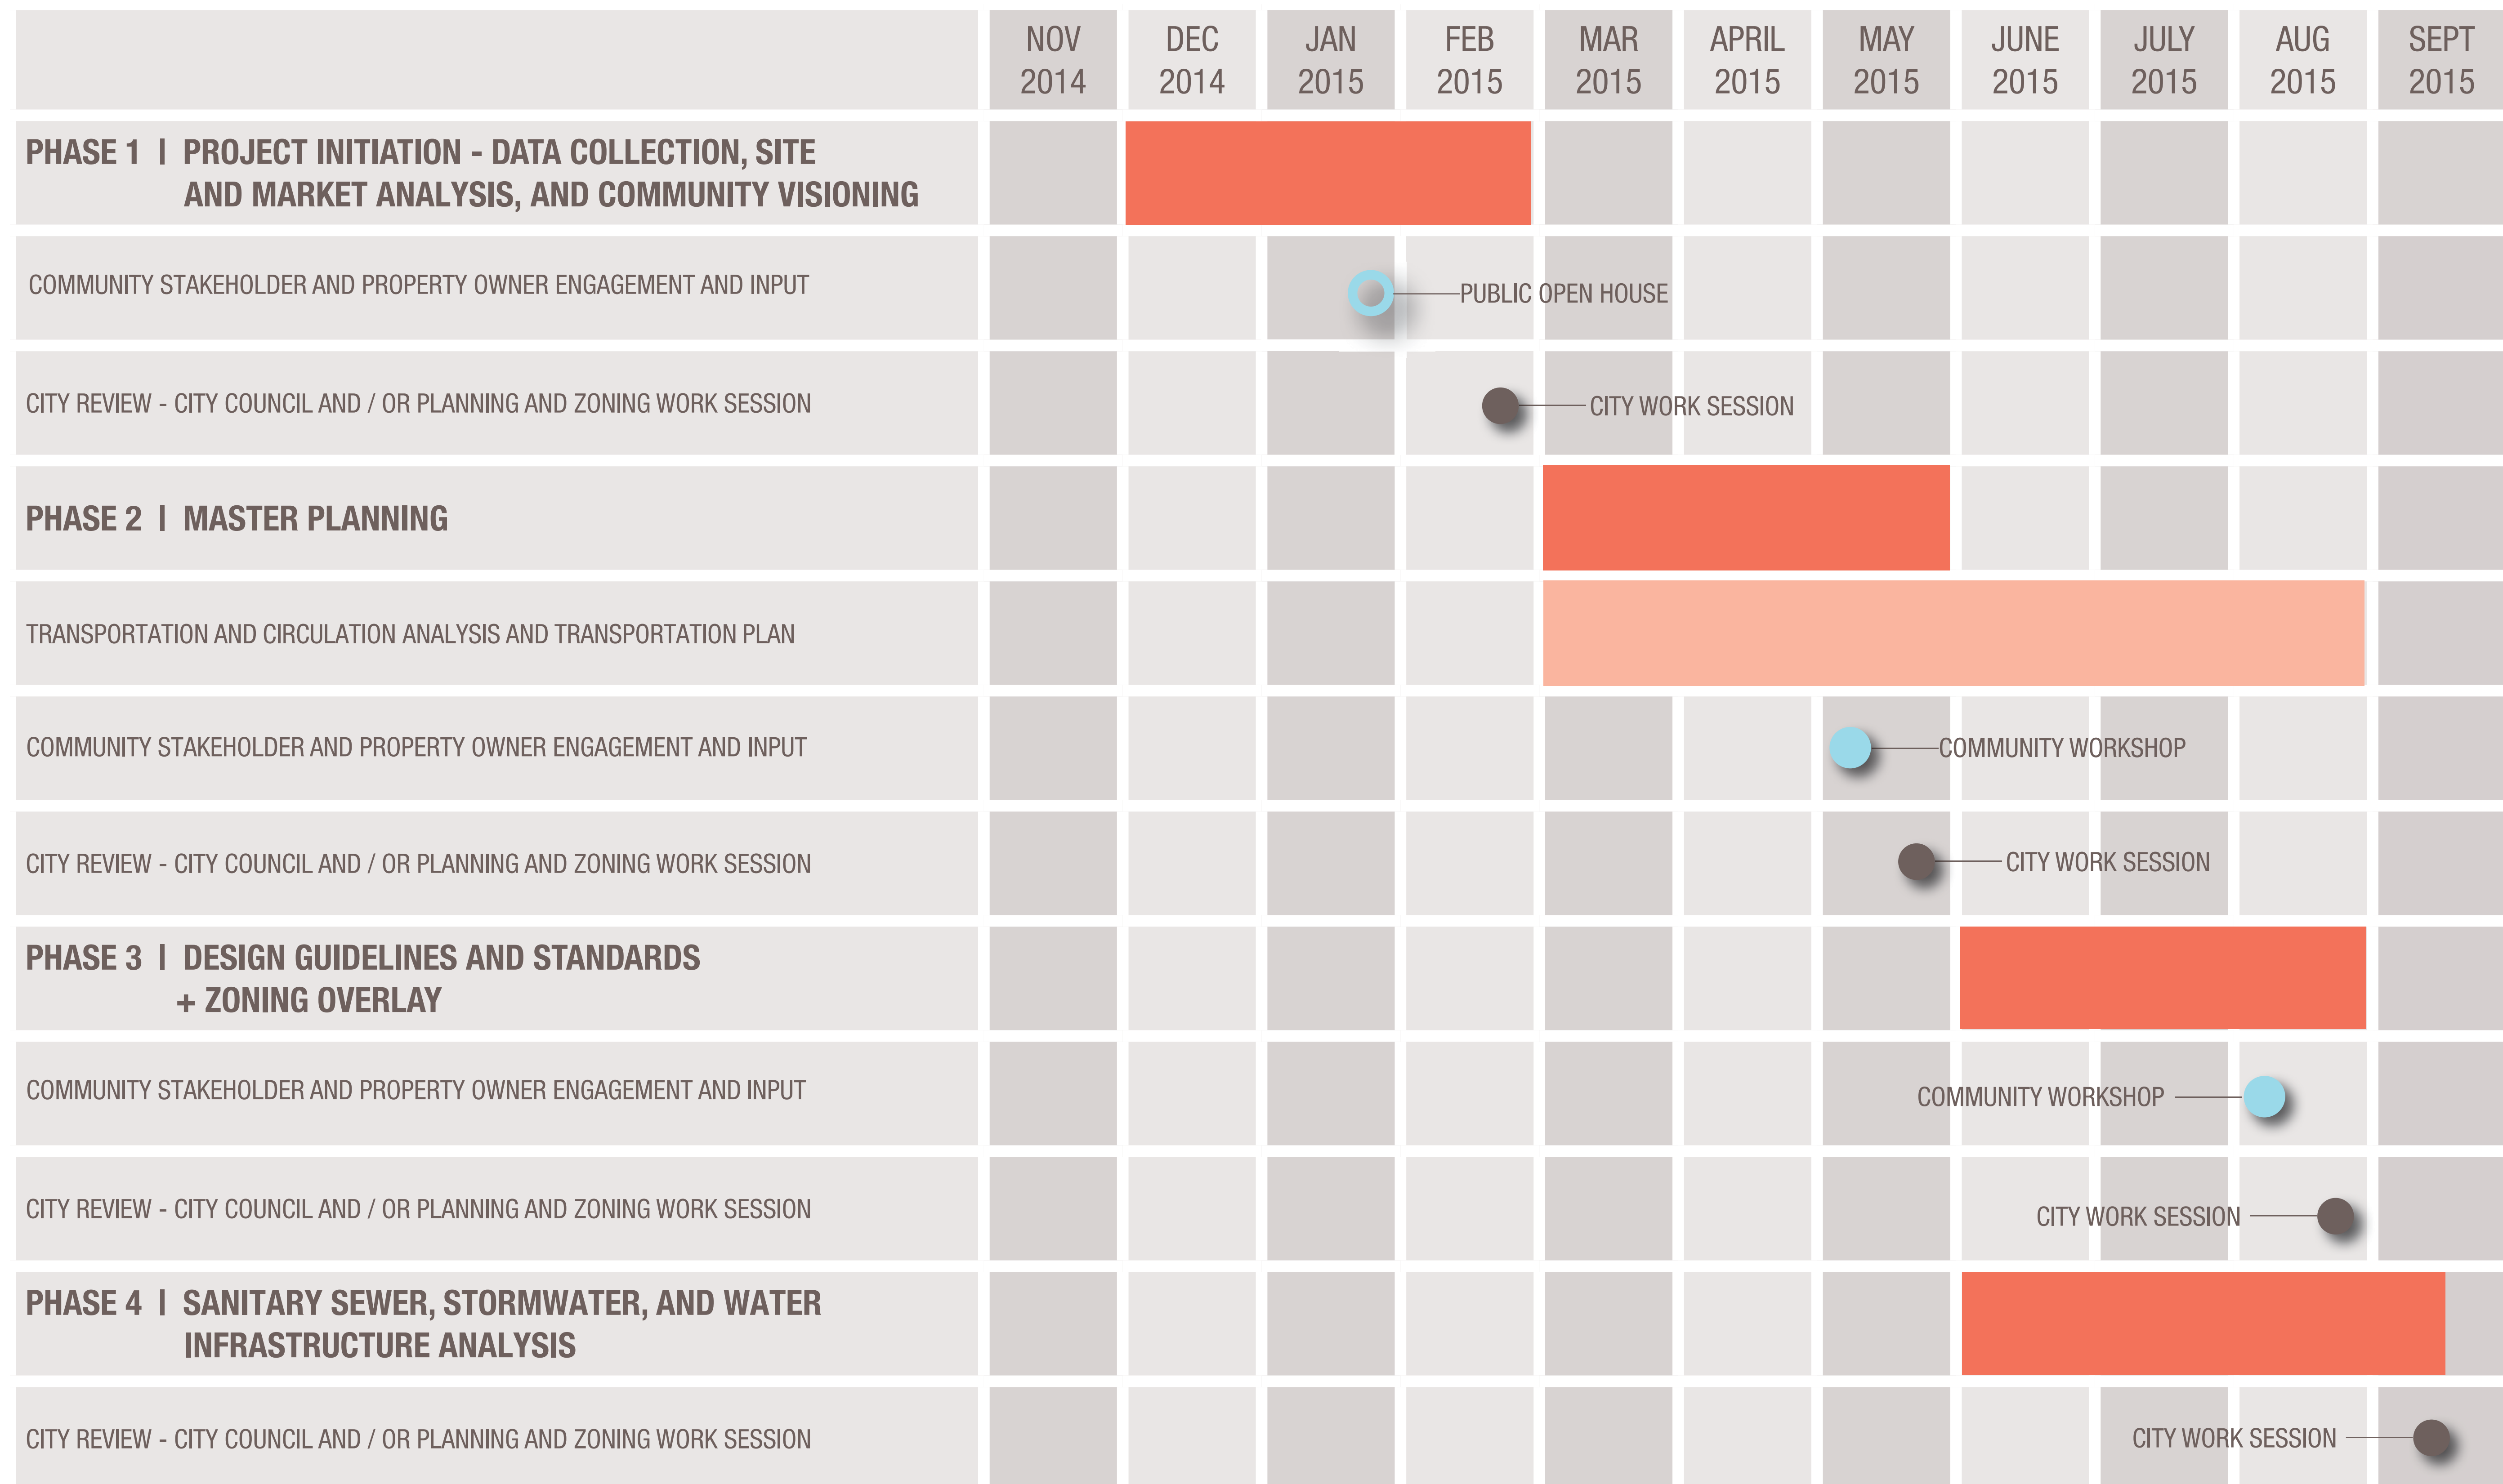 NOV DEC JAN FEB MAR APRIL MAY JUNE JULY AUG SEPT
2014 2014 2015 2015 2015 2015 2015 2015 2015 2015 2015
PHASE 1 | PROJECT INITIATION - DATA COLLECTION, SITE
AND MARKET ANALYSIS, AND COMMUNITY VISIONING
COMMUNITY STAKEHOLDER AND PROPERTY OWNER ENGAGEMENT AND INPUT
PUBLIC OPEN HOUSE
CITY REVIEW - CITY COUNCIL AND / OR PLANNING AND ZONING WORK SESSION
CITY WORK SESSION
PHASE 2 | MASTER PLANNING
TRANSPORTATION AND CIRCULATION ANALYSIS AND TRANSPORTATION PLAN
COMMUNITY STAKEHOLDER AND PROPERTY OWNER ENGAGEMENT AND INPUT
COMMUNITY WORKSHOP
CITY REVIEW - CITY COUNCIL AND / OR PLANNING AND ZONING WORK SESSION
CITY WORK SESSION
PHASE 3 | DESIGN GUIDELINES AND STANDARDS
+ ZONING OVERLAY
COMMUNITY STAKEHOLDER AND PROPERTY OWNER ENGAGEMENT AND INPUT
COMMUNITY WORKSHOP
CITY REVIEW - CITY COUNCIL AND / OR PLANNING AND ZONING WORK SESSION
CITY WORK SESSION
PHASE 4 | SANITARY SEWER, STORMWATER, AND WATER
INFRASTRUCTURE ANALYSIS
CITY REVIEW - CITY COUNCIL AND / OR PLANNING AND ZONING WORK SESSION
CITY WORK SESSION